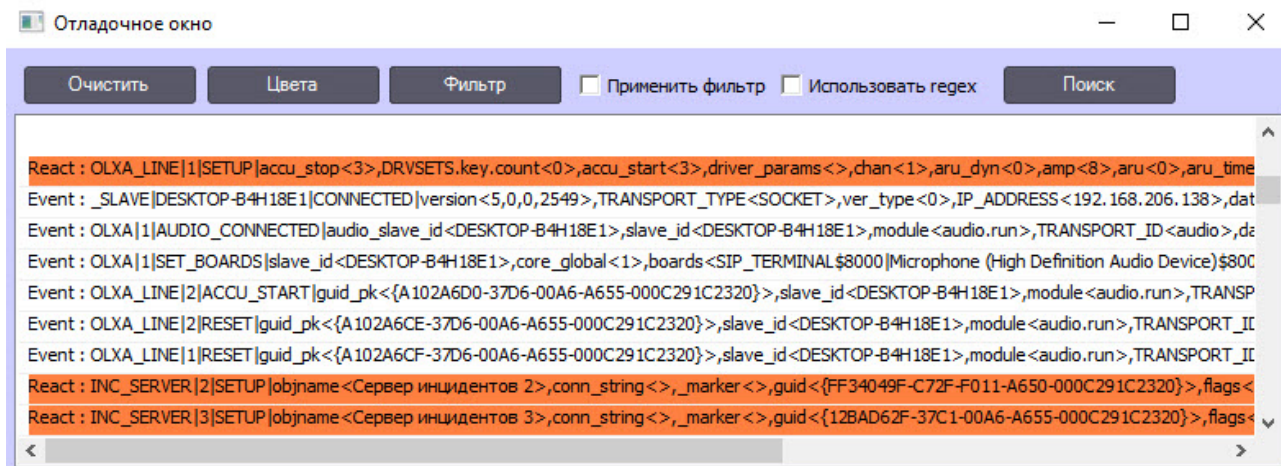 Отладочное окно
Очистить Цвета Фильтр Применить фильтр Использовать regex Поиск
React : OLXA_LINE|1|SETUP|accu_stop<3>,DRVSETS.key.count<0>,accu_start<3>,driver_params<>,chan<1>,aru_dyn<0>,amp<8>,aru<0>,aru_time
Event : _SLAVE|DESKTOP-B4H18E1|CONNECTED|version<5,0,0,2549>,TRANSPORT_TYPE<SOCKET>,ver_type<0>,IP_ADDRESS<192.168.206.138>,dat
Event : OLXA|1|AUDIO_CONNECTED|audio_slave_id<DESKTOP-B4H18E1>,slave_id<DESKTOP-B4H18E1>,module<audio.run>,TRANSPORT_ID<audio>,da
Event : OLXA|1|SET_BOARDS|slave_id<DESKTOP-B4H18E1>,core_global<1>,boards<SIP_TERMINAL$8000|Microphone (High Definition Audio Device)$800
Event : OLXA_LINE|2|ACCU_START|guid_pk<{A102A6D0-37D6-00A6-A655-000C291C2320}>,slave_id<DESKTOP-B4H18E1>,module<audio.run>,TRANSP
Event : OLXA_LINE|2|RESET|guid_pk<{A102A6CE-37D6-00A6-A655-000C291C2320}>,slave_id<DESKTOP-B4H18E1>,module<audio.run>,TRANSPORT_ID
Event : OLXA_LINE|1|RESET|guid_pk<{A102A6CF-37D6-00A6-A655-000C291C2320}>,slave_id<DESKTOP-B4H18E1>,module<audio.run>,TRANSPORT_ID
React : INC_SERVER|2|SETUP|objname<Сервер инцидентов 2>,conn_string<>,_marker<>,guid<{FF34049F-C72F-F011-A650-000C291C2320}>,flags<
React : INC_SERVER|3|SETUP|objname<Сервер инцидентов 3>,conn_string<>,_marker<>,guid<{12BAD62F-37C1-00A6-A655-000C291C2320}>,flags<